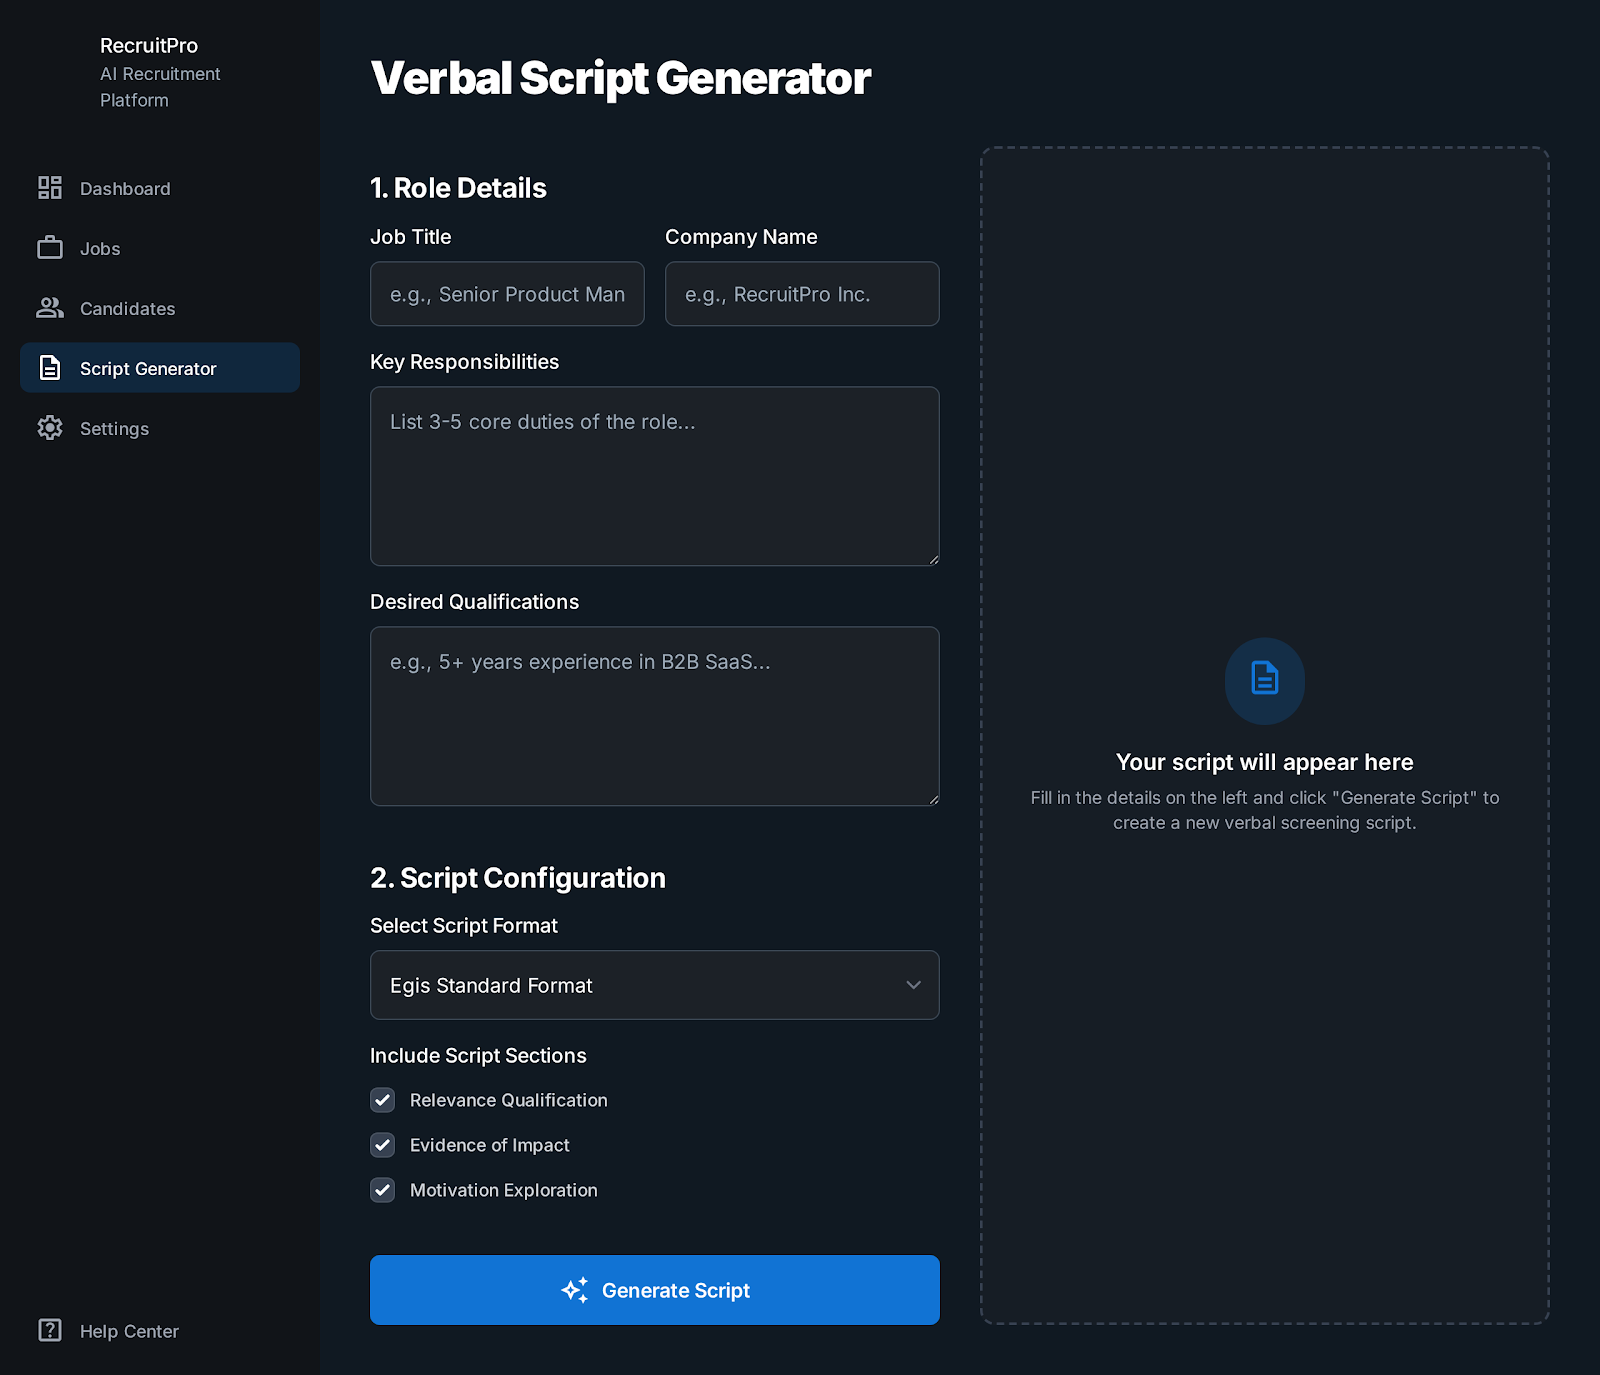 RecruitPro
AI Recruitment
Platform
Dashboard
Jobs
Candidates
Script Generator
Settings
Help Center
Verbal Script Generator
1. Role Details
Job Title
Company Name
e.g., Senior Product Man
e.g., RecruitPro Inc.
Key Responsibilities
List 3-5 core duties of the role...
Desired Qualifications
e.g., 5+ years experience in B2B SaaS...
2. Script Configuration
Select Script Format
Egis Standard Format
Include Script Sections
Relevance Qualification
Evidence of Impact
Motivation Exploration
Generate Script
Your script will appear here
Fill in the details on the left and click "Generate Script" to
create a new verbal screening script.